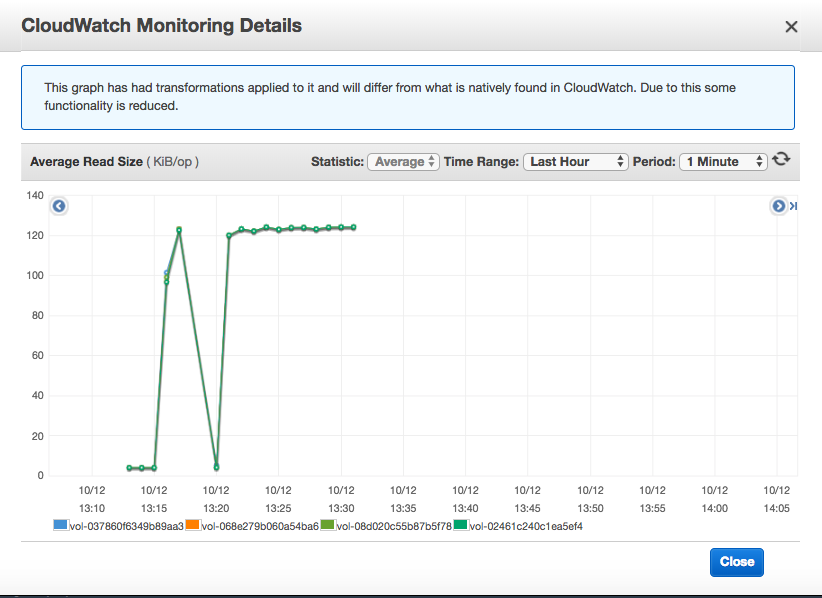 CloudWatch Monitoring Details
This graph has had transformations applied to it and will differ from what is natively found in CloudWatch. Due to this some
functionality is reduced.
Average Read Size ( KiB/op ) Statistic: Average Time Range: Last Hour Period: 1 Minute
140
120
100
80
60
40
20
0
10/12 10/12 10/12 10/12 10/12 10/12 10/12 10/12 10/12 10/12 10/12 10/12
13:10 13:15 13:20 13:25 13:30 13:35 13:40 13:45 13:50 13:55 14:00 14:05
vol-037860f6349b89aa3 vol-068e279b060a54ba6 vol-08d020c55b87b5f78 vol-02461c240c1ea5ef4
Close